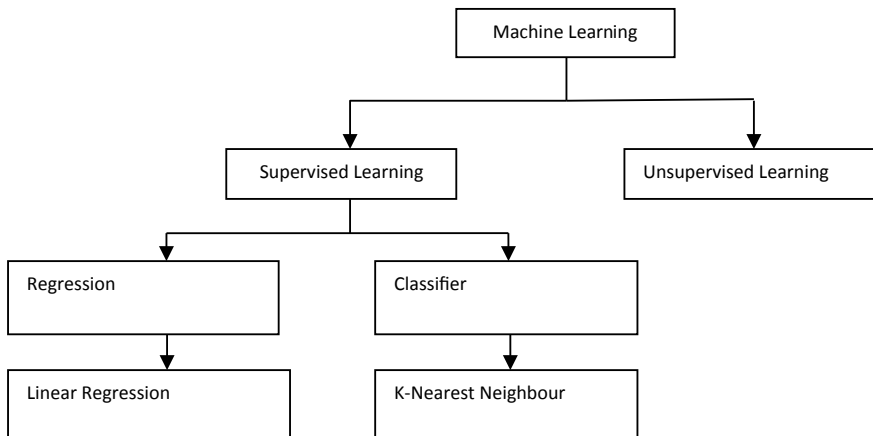 Machine Learning
Supervised Learning
Unsupervised Learning
Regression
Classifier
Linear Regression
K-Nearest Neighbour